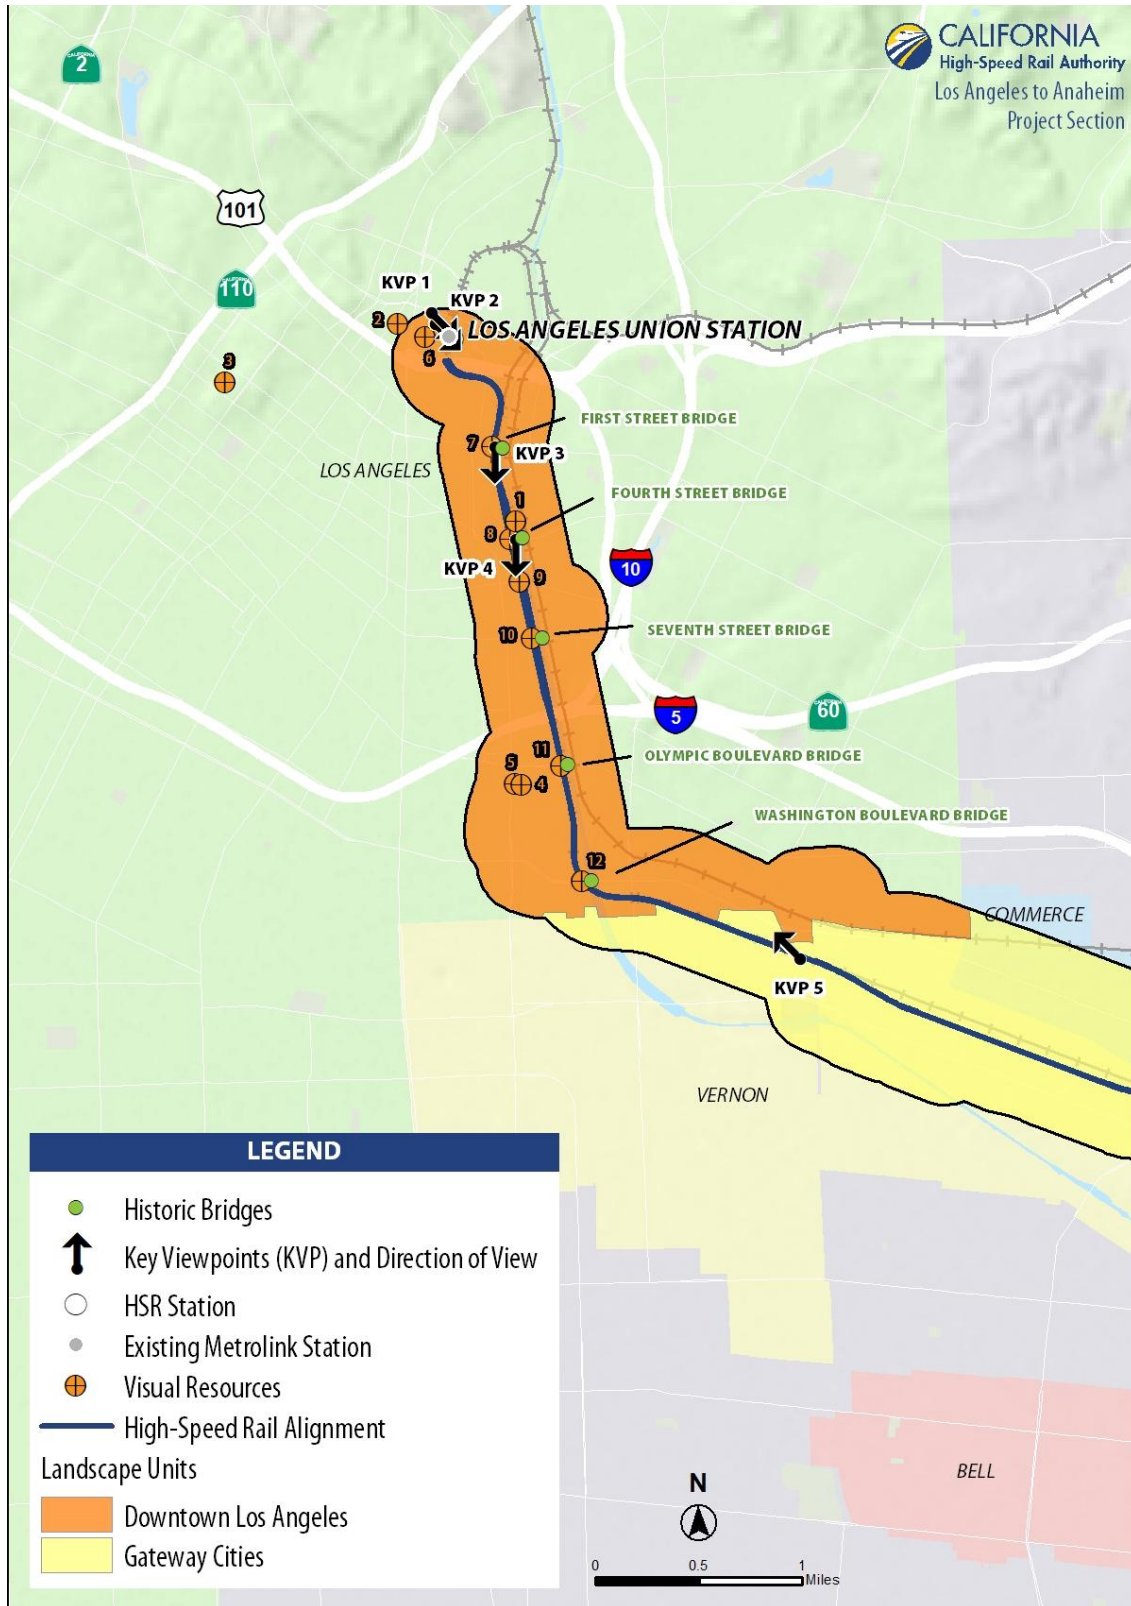 CALIFORNIA
High-Speed Rail Authority
Los Angeles to Anaheim
Project Section
CALIFORNIA
2
101
CALIFORNIA
110
KVP 1
KVP 2
2
LOS ANGELES UNION STATION
6
3
FIRST STREET BRIDGE
7
KVP 3
LOS ANGELES
1
FOURTH STREET BRIDGE
8
KVP 4
9
10
10
SEVENTH STREET BRIDGE
5
CALIFORNIA
60
11
OLYMPIC BOULEVARD BRIDGE
5
4
WASHINGTON BOULEVARD BRIDGE
12
COMMERCE
KVP 5
VERNON
LEGEND
Historic Bridges
Key Viewpoints (KVP) and Direction of View
HSR Station
Existing Metrolink Station
Visual Resources
High-Speed Rail Alignment
Landscape Units
Downtown Los Angeles
Gateway Cities
BELL
N
0 0.5 1
Miles